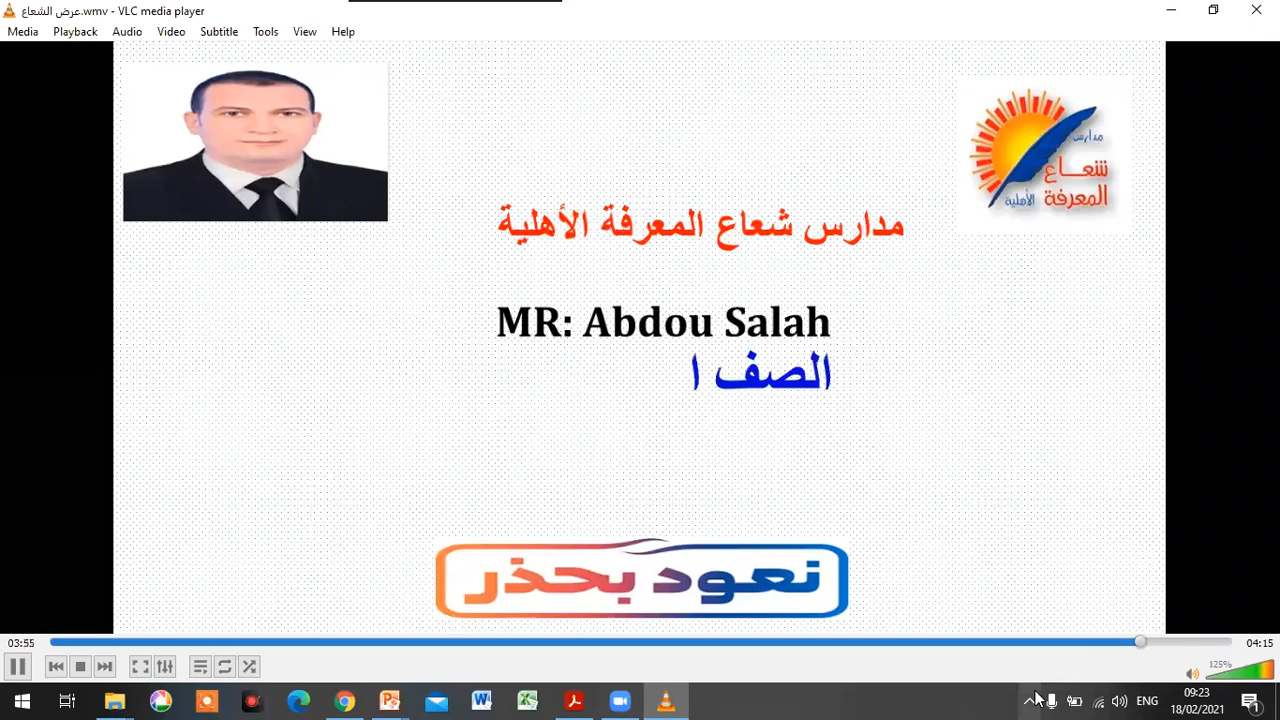 عرض الشعاع.wmv - VLC media player
Media Playback Audio Video Subtitle Tools View Help
مدارس
شعاع
المعرفة الأهلية
مدارس شعاع المعرفة الأهلية
MR: Abdou Salah
الصف ا
نعود بحذر
03:55
04:15
125%
ENG
09:23
18/02/2021
1